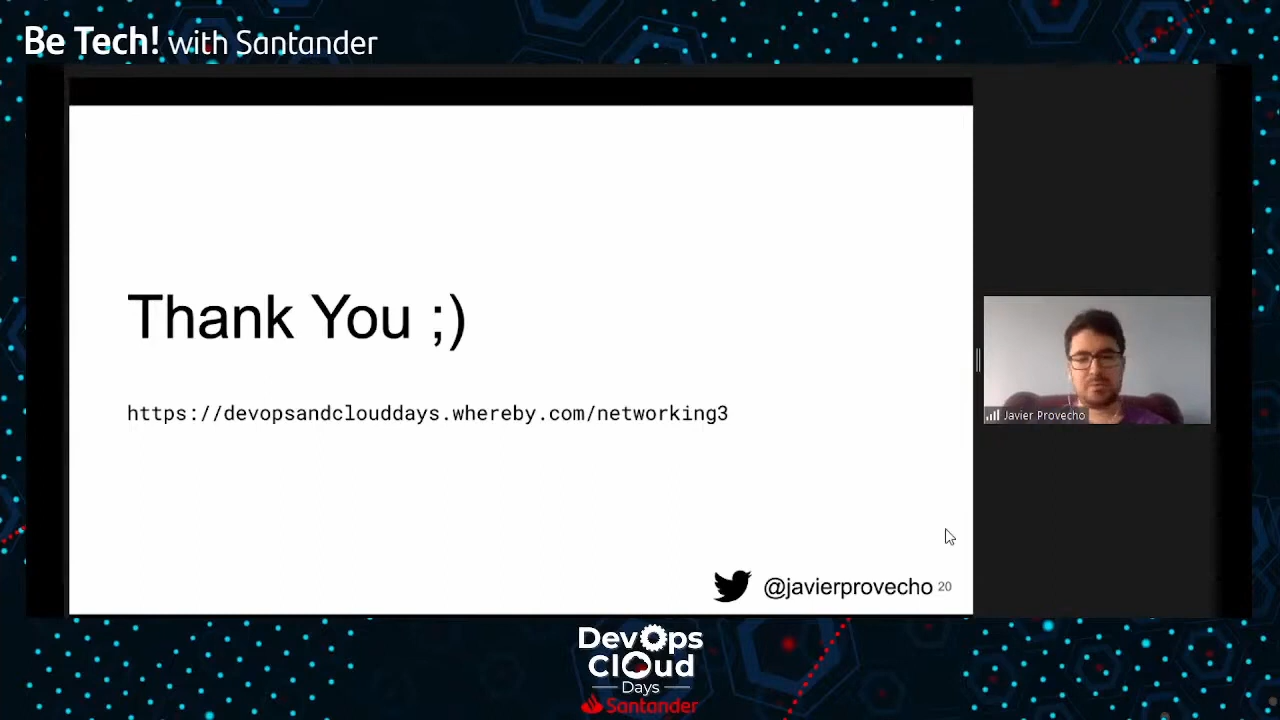 Be Tech! with Santander
Thank You ;)
https://devopsandclouddays.whereby.com/networking3
Javier Provecho
@javierprovecho 20
DevOps
Cloud
Days
Santander